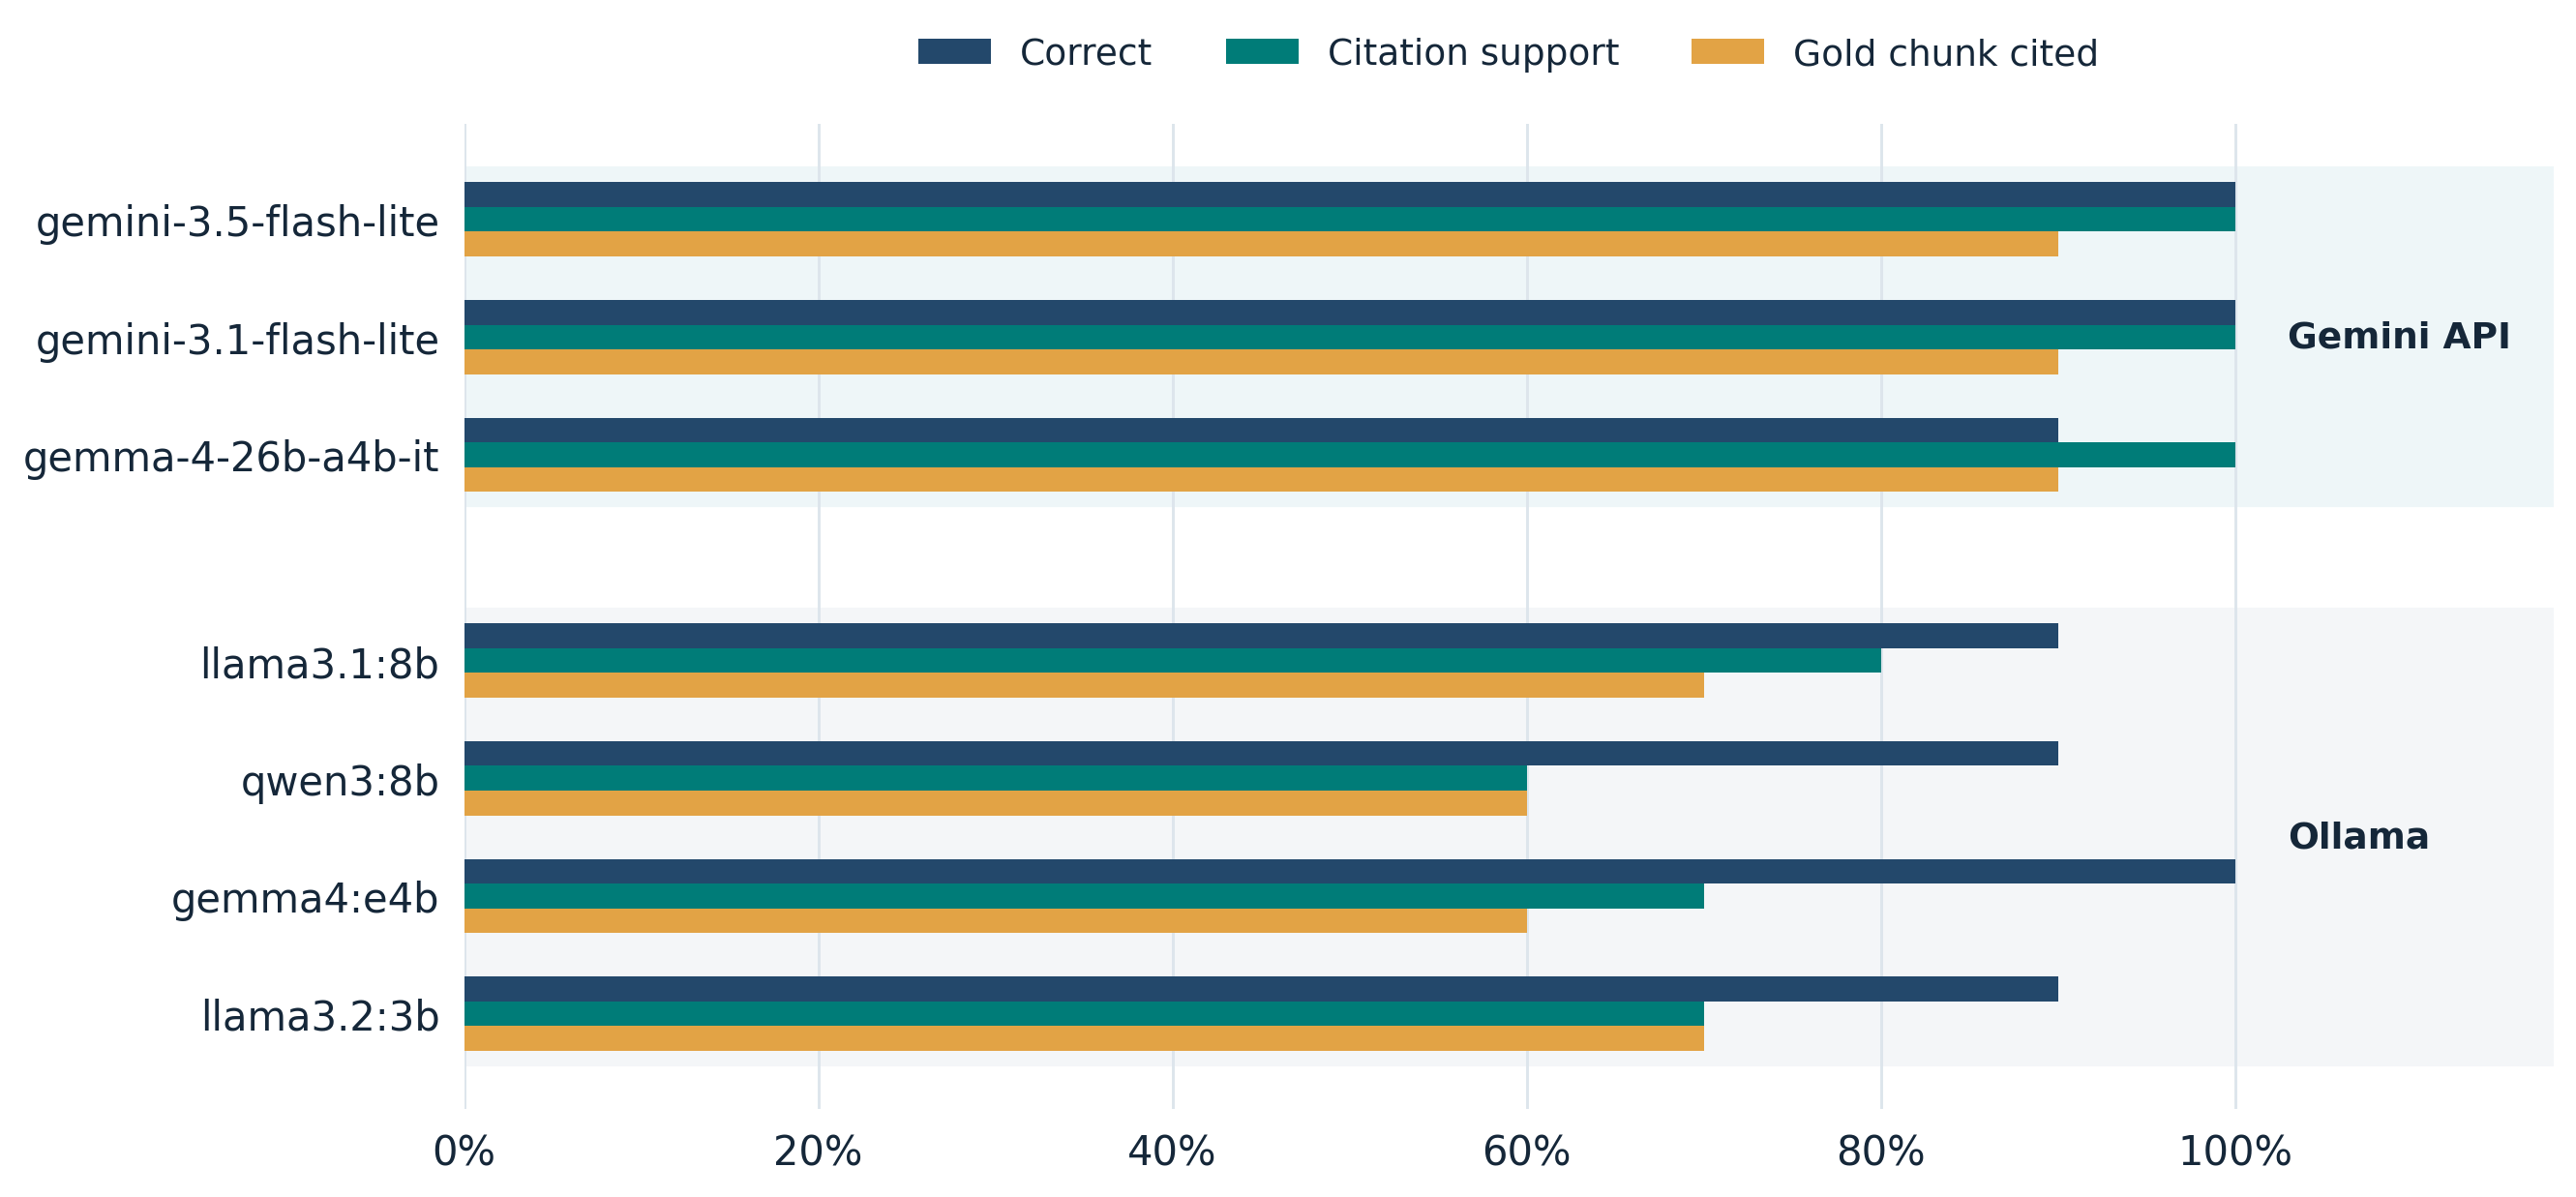 Correct Citation support Gold chunk cited
gemini-3.5-flash-lite
gemini-3.1-flash-lite
Gemini API
gemma-4-26b-a4b-it
llama3.1:8b
qwen3:8b
Ollama
gemma4:e4b
llama3.2:3b
0% 20% 40% 60% 80% 100%